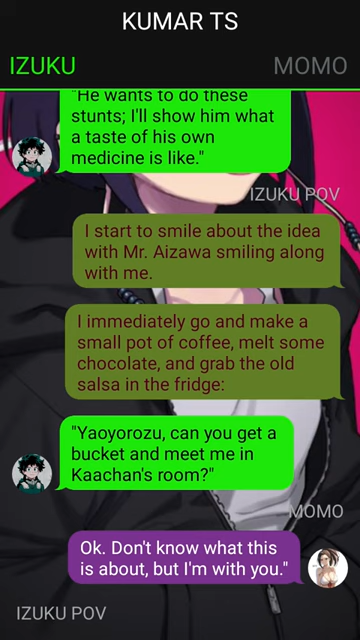 KUMAR TS
IZUKU
MOMO
"He wants to do these
stunts; I'll show him what
a taste of his own
medicine is like."
IZUKU POV
I start to smile about the idea
with Mr. Aizawa smiling along
with me.
I immediately go and make a
small pot of coffee, melt some
chocolate, and grab the old
salsa in the fridge:
"Yaoyorozu, can you get a
bucket and meet me in
Kaachan's room?"
MOMO
Ok. Don't know what this
is about, but I'm with you."
IZUKU POV